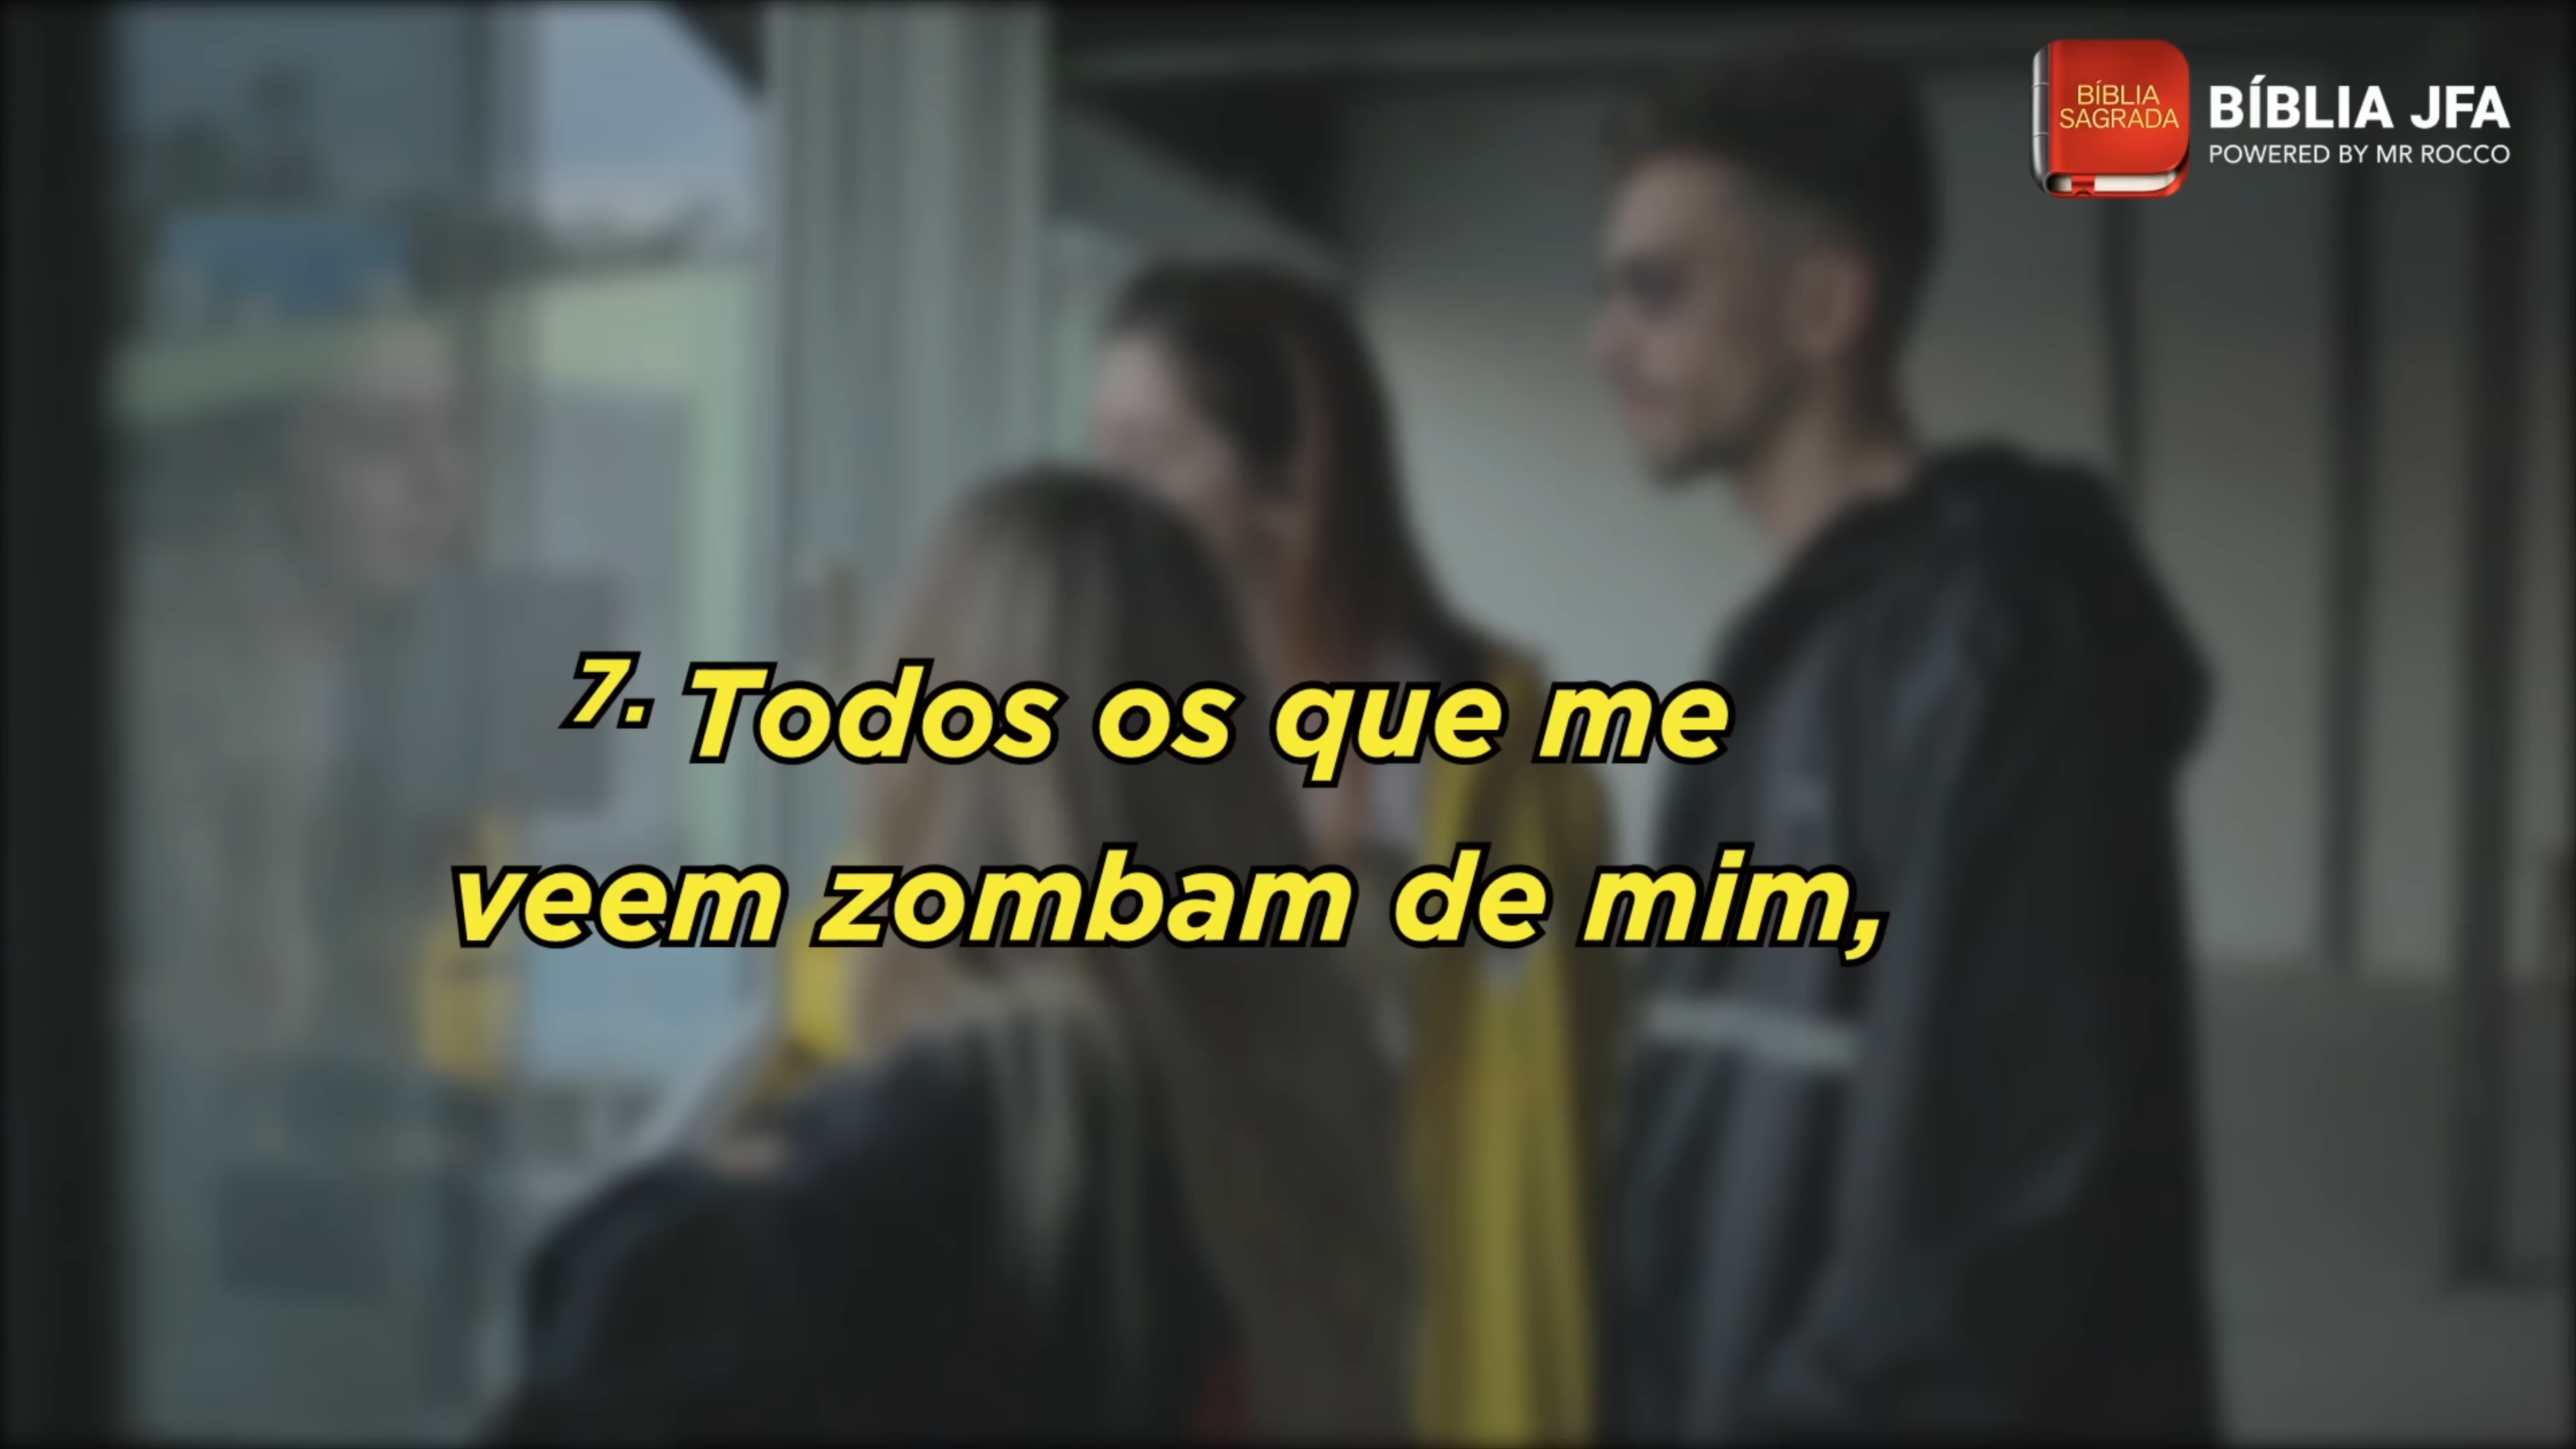 BÍBLIA
SAGRADA
BÍBLIA JFA
POWERED BY MR ROCCO
7. Todos os que me
veem zombam de mim,